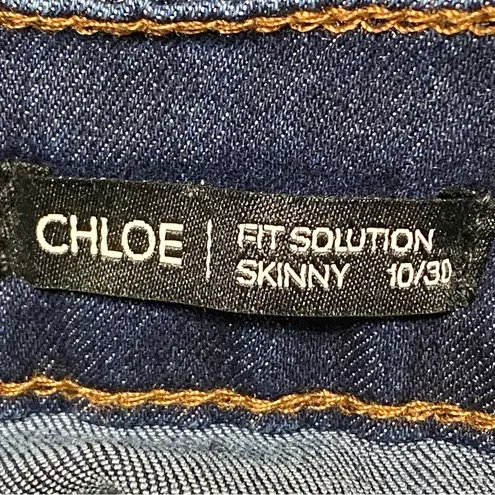 CHLOE | FIT SOLUTION
SKINNY 10/30